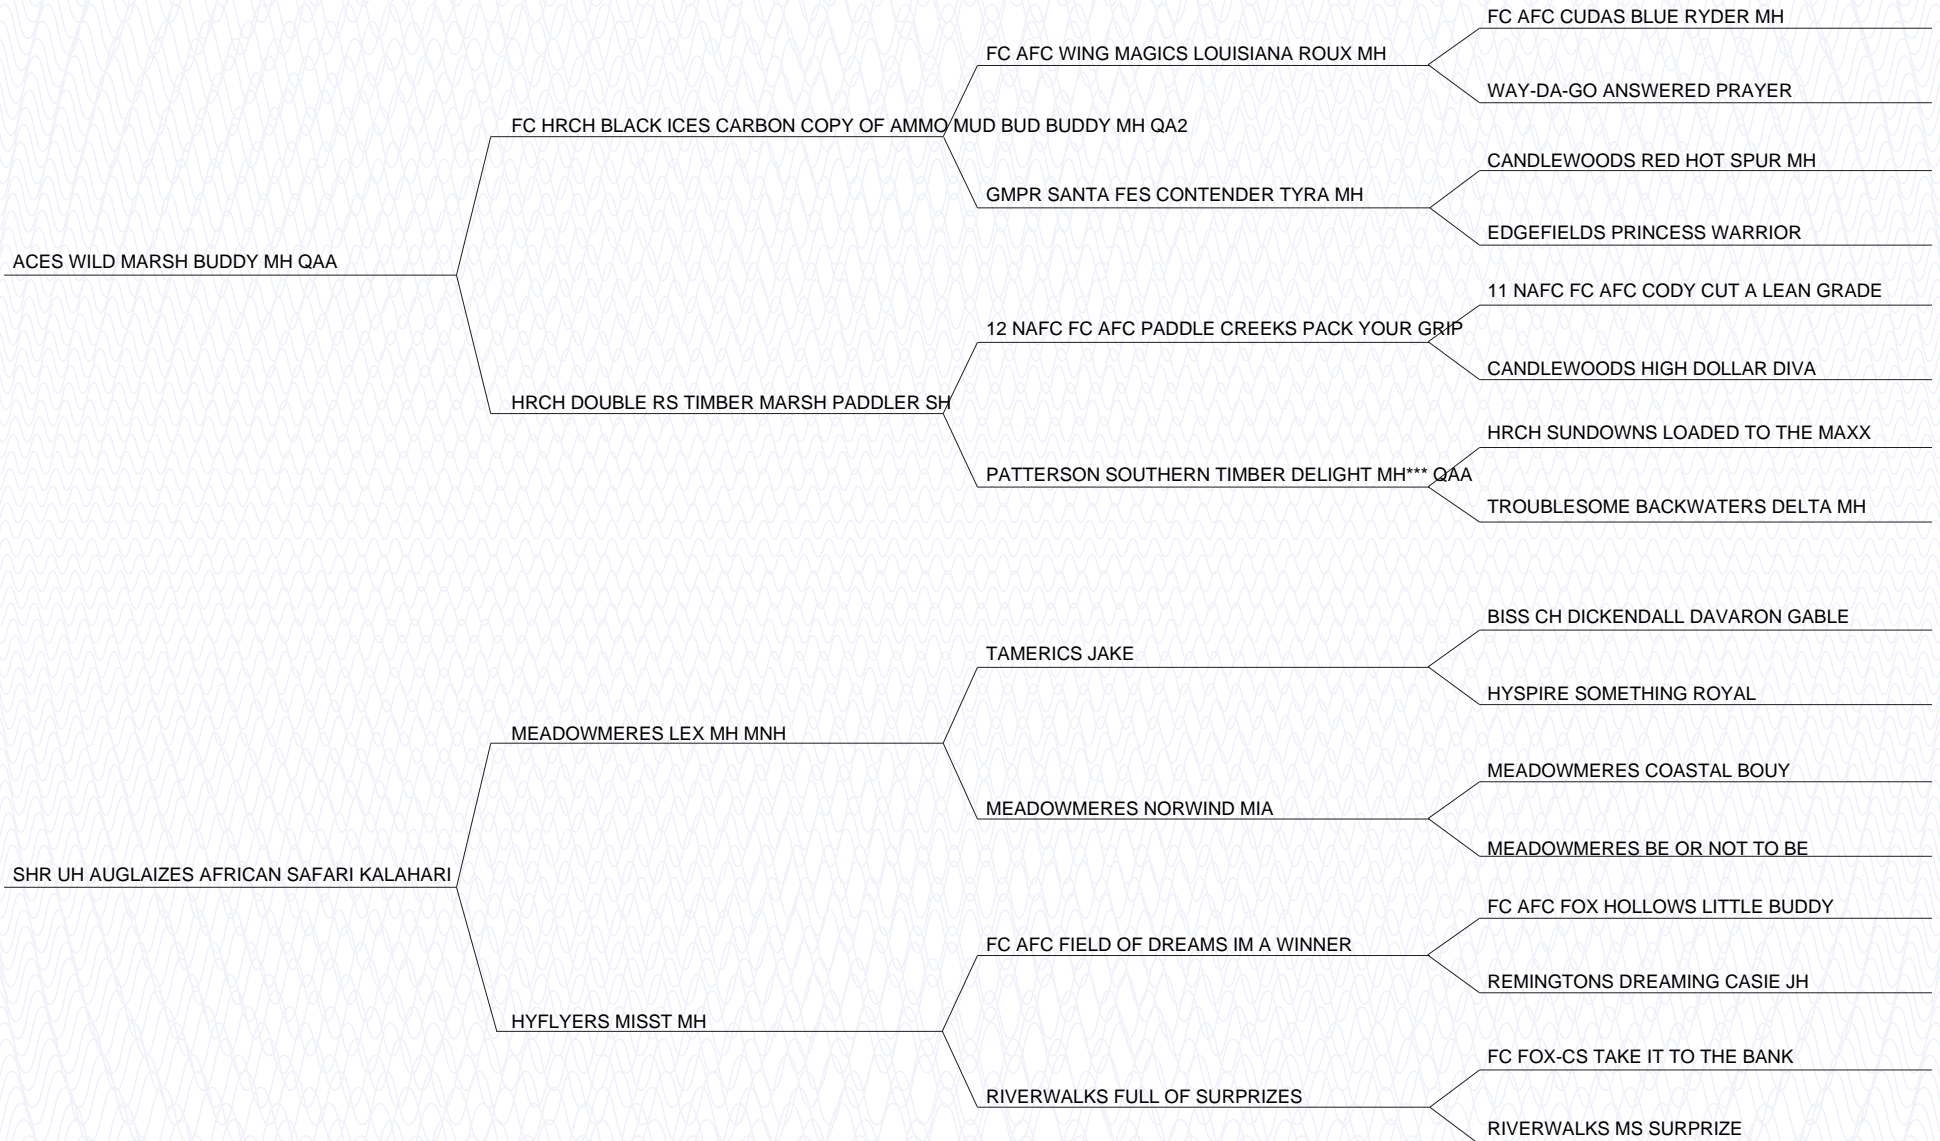 FC AFC CUDAS BLUE RYDER MH
FC AFC WING MAGICS LOUISIANA ROUX MH
WAY-DA-GO ANSWERED PRAYER
FC HRCH BLACK ICES CARBON COPY OF AMMO MUD BUD BUDDY MH QA2
CANDLEWOODS RED HOT SPUR MH
GMPR SANTA FES CONTENDER TYRA MH
EDGEFIELDS PRINCESS WARRIOR
ACES WILD MARSH BUDDY MH QAA
11 NAFC FC AFC CODY CUT A LEAN GRADE
12 NAFC FC AFC PADDLE CREEKS PACK YOUR GRIP
CANDLEWOODS HIGH DOLLAR DIVA
HRCH DOUBLE RS TIMBER MARSH PADDLER SH
HRCH SUNDOWNS LOADED TO THE MAXX
PATTERSON SOUTHERN TIMBER DELIGHT MH*** QAA
TROUBLESOME BACKWATERS DELTA MH
BISS CH DICKENDALL DAVARON GABLE
TAMERICS JAKE
HYSPIRE SOMETHING ROYAL
MEADOWMERES LEX MH MNH
MEADOWMERES COASTAL BOUY
MEADOWMERES NORWIND MIA
MEADOWMERES BE OR NOT TO BE
SHR UH AUGLAIZES AFRICAN SAFARI KALAHARI
FC AFC FOX HOLLOWS LITTLE BUDDY
FC AFC FIELD OF DREAMS IM A WINNER
REMINGTONS DREAMING CASIE JH
HYFLYERS MISST MH
FC FOX-CS TAKE IT TO THE BANK
RIVERWALKS FULL OF SURPRIZES
RIVERWALKS MS SURPRIZE